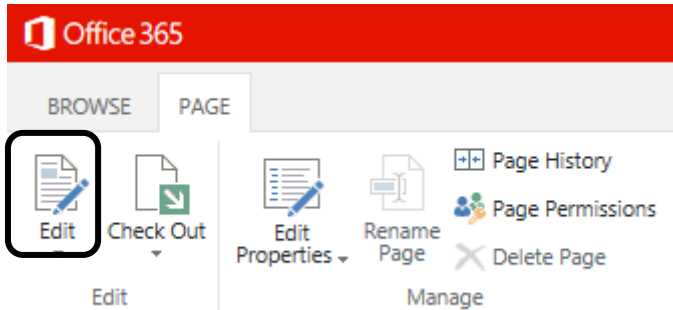 Office 365
BROWSE PAGE
Edit
Check Out
Edit
Edit
Properties
Rename
Page
Page History
Page Permissions
Delete Page
Manage